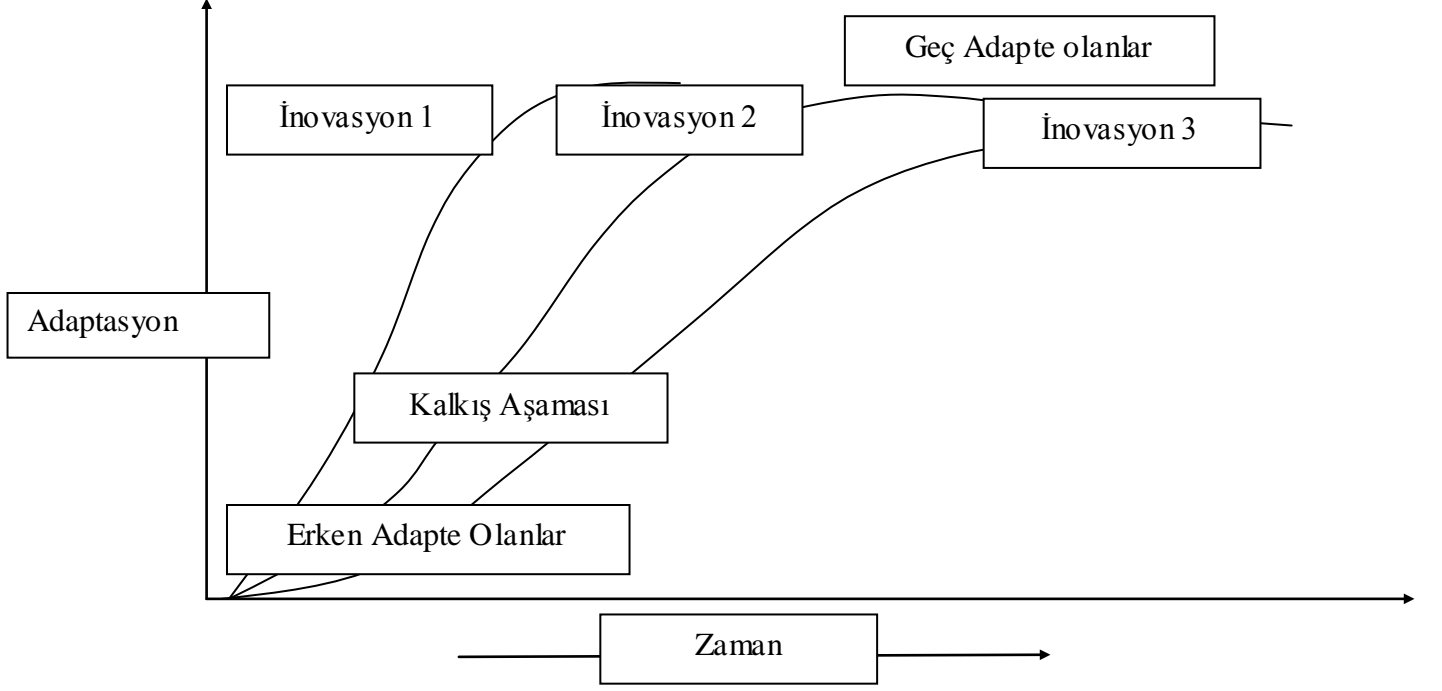 Geç Adapte olanlar
İnovasyon 1
İnovasyon 2
İnovasyon 3
Adaptasyon
Kalkış Aşaması
Erken Adapte Olanlar
Zaman